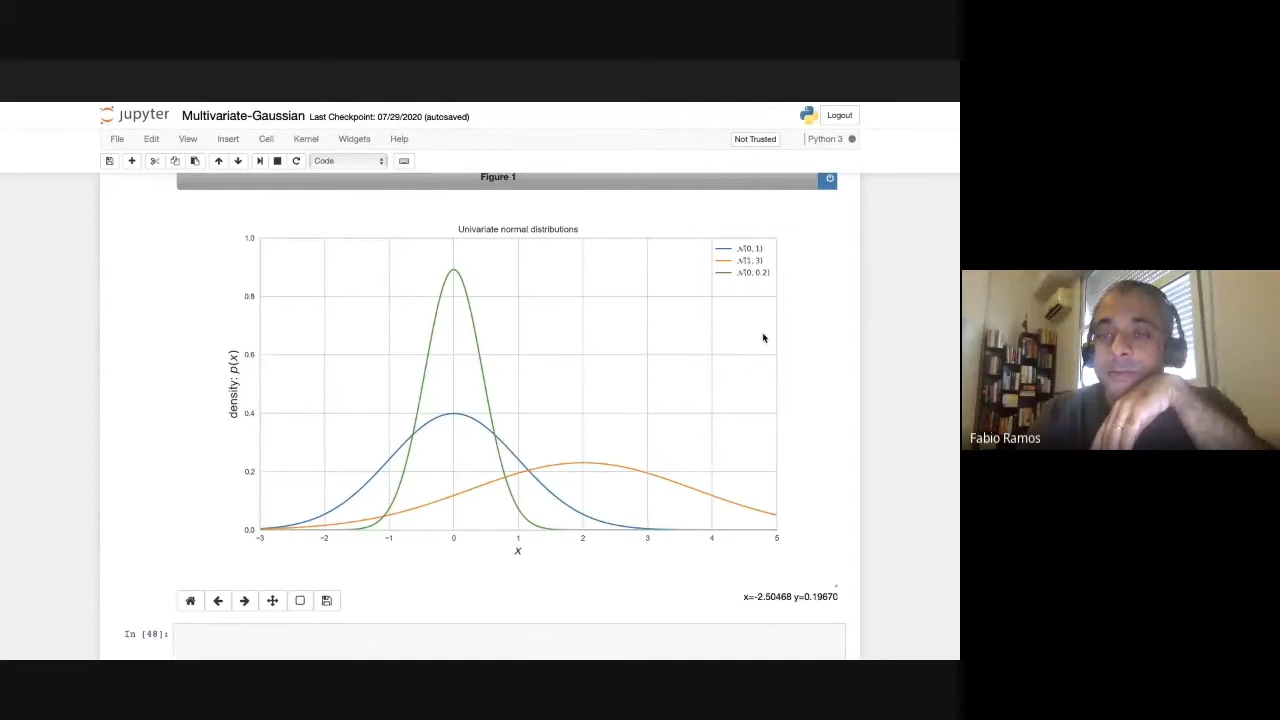 jupyter Multivariate-Gaussian Last Checkpoint: 07/29/2020 (autosaved) Logout
File Edit View Insert Cell Kernel Widgets Help Not Trusted Python 3
Code
Figure 1
Univariate normal distributions
𝒩(0, 1)
𝒩(1, 3)
𝒩(0, 0.2)
1.0
0.8
0.6
0.4
0.2
0.0
density: p(x)
−3 −2 −1 0 1 2 3 4 5
x
x=-2.50468 y=0.19670
In [48]:
Fabio Ramos